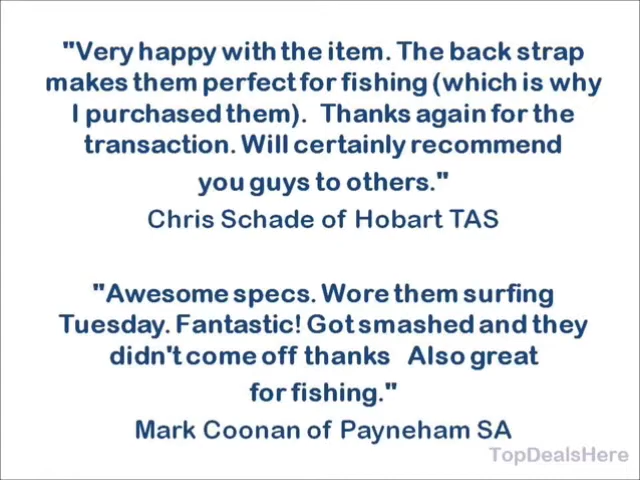 "Very happy with the item. The back strap
makes them perfect for fishing (which is why
I purchased them).  Thanks again for the
transaction. Will certainly recommend
you guys to others."
Chris Schade of Hobart TAS
"Awesome specs. Wore them surfing
Tuesday. Fantastic! Got smashed and they
didn't come off thanks  Also great
for fishing."
Mark Coonan of Payneham SA
TopDealsHere